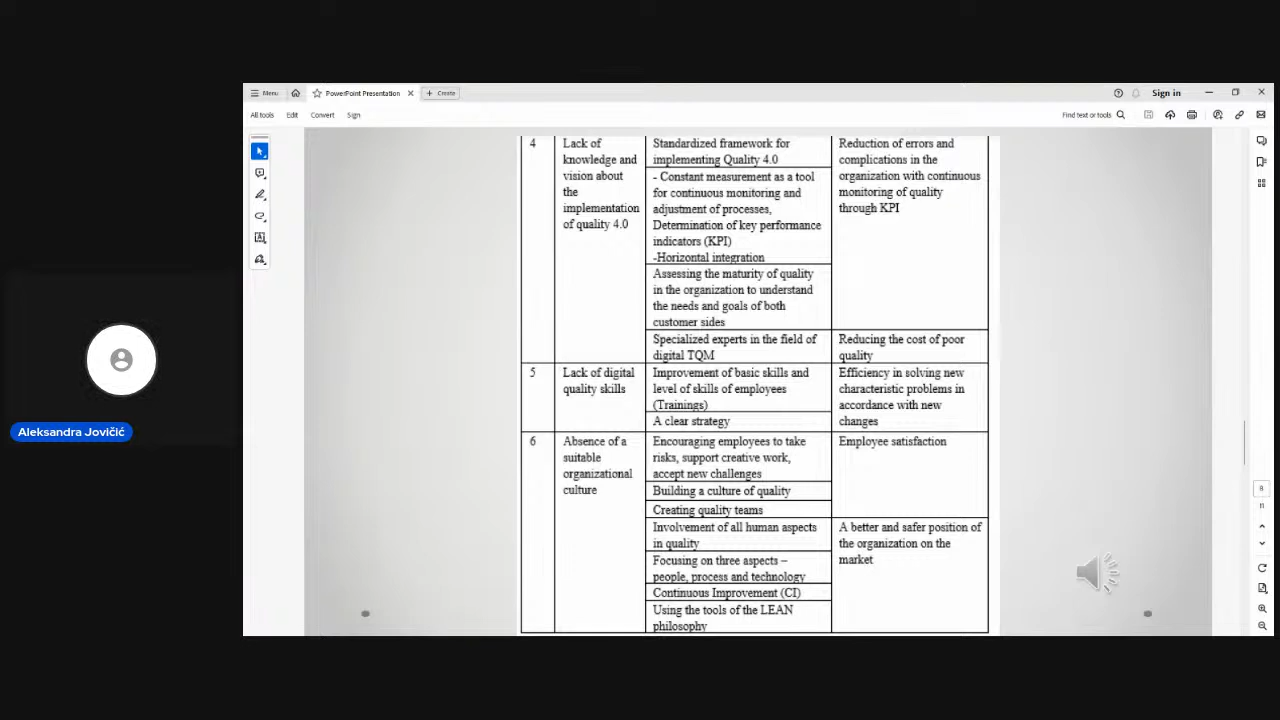 Menu
PowerPoint Presentation
Create
Sign in
All tools
Edit
Convert
Sign
Find text or tools
4
Lack of
knowledge and
vision about
the
implementation
of quality 4.0
Standardized framework for
implementing Quality 4.0
- Constant measurement as a tool
for continuous monitoring and
adjustment of processes,
Determination of key performance
indicators (KPI)
-Horizontal integration
Assessing the maturity of quality
in the organization to understand
the needs and goals of both
customer sides
Specialized experts in the field of
digital TQM
Reduction of errors and
complications in the
organization with continuous
monitoring of quality
through KPI
Reducing the cost of poor
quality
5
Lack of digital
quality skills
Improvement of basic skills and
level of skills of employees
(Trainings)
A clear strategy
Efficiency in solving new
characteristic problems in
accordance with new
changes
6
Absence of a
suitable
organizational
culture
Encouraging employees to take
risks, support creative work,
accept new challenges
Building a culture of quality
Creating quality teams
Involvement of all human aspects
in quality
Focusing on three aspects –
people, process and technology
Continuous Improvement (CI)
Using the tools of the LEAN
philosophy
Employee satisfaction
A better and safer position of
the organization on the
market
8
11
Aleksandra Jovičić